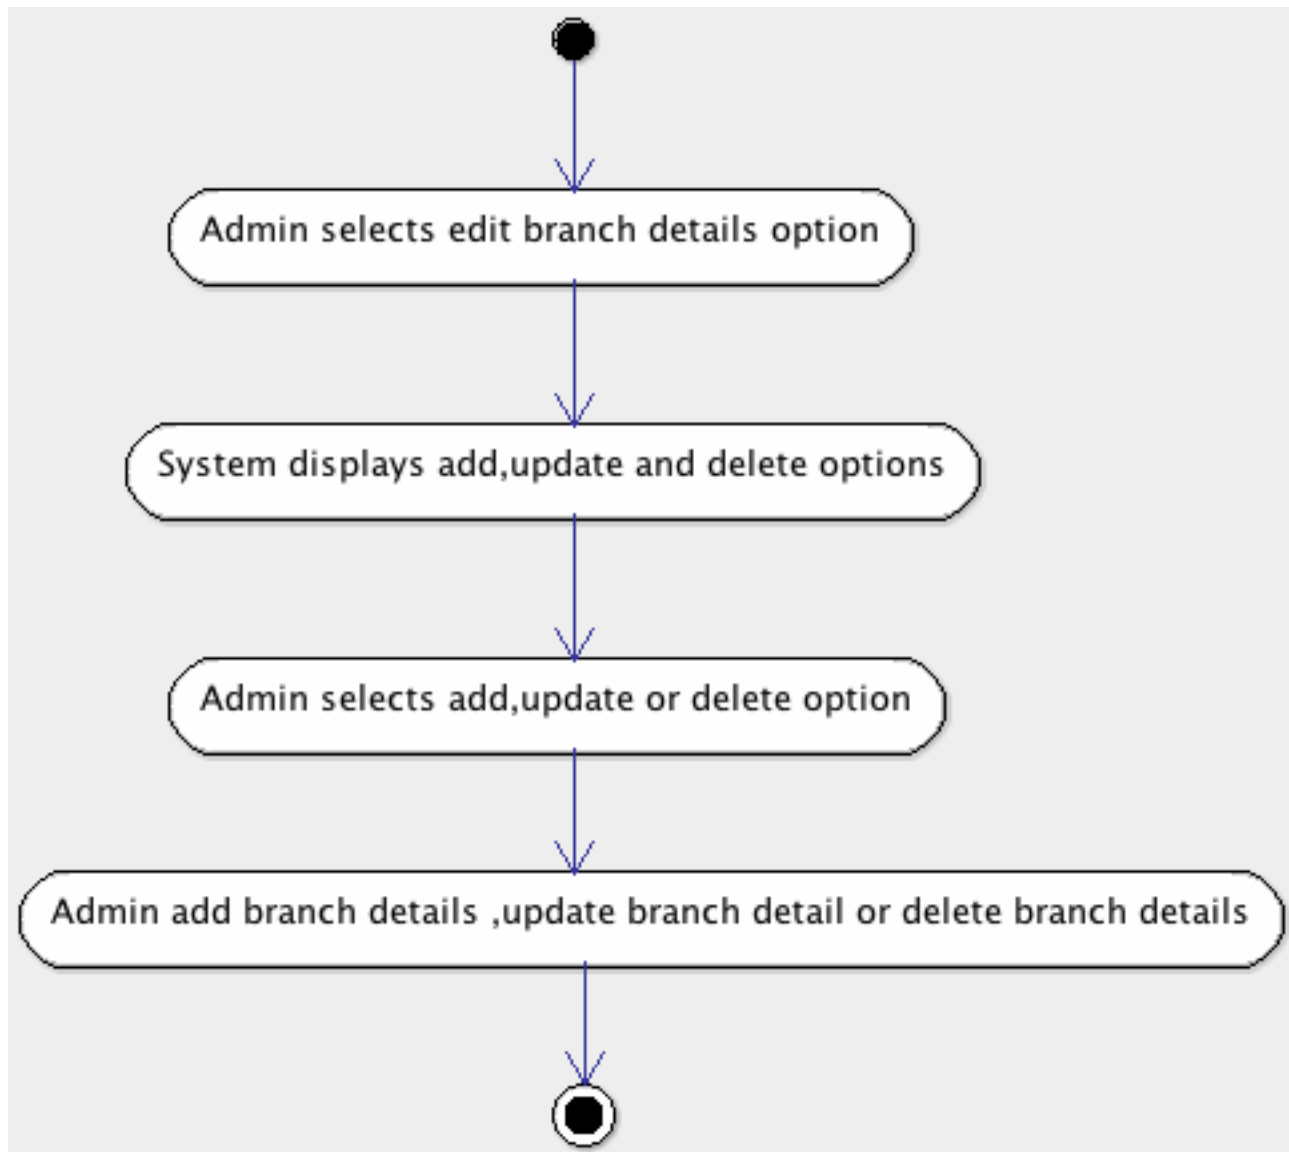 Admin selects edit branch details option
System displays add,update and delete options
Admin selects add,update or delete option
Admin add branch details ,update branch detail or delete branch details